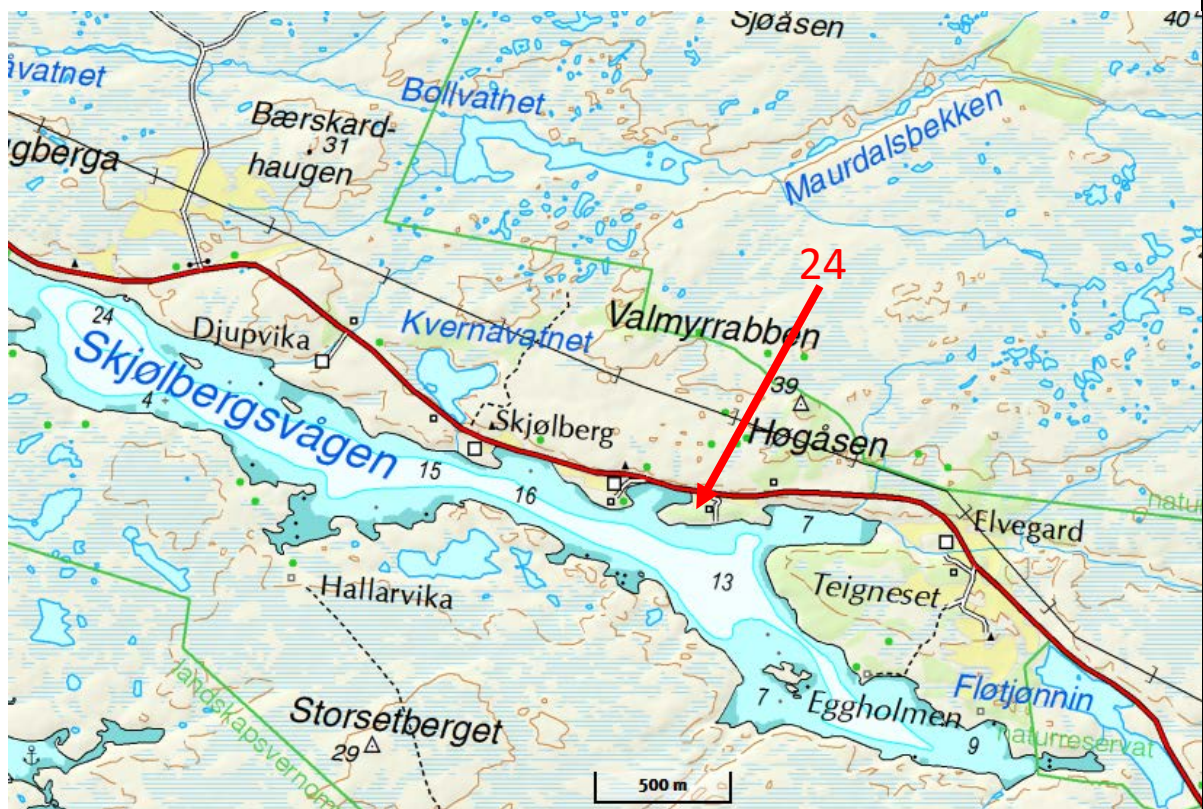 Sjøåsen
40
åvatnet
Bollvatnet
Bærskard-
31
haugen
gberga
Maurdalsbekken
24
24
Djupvika
Kvernavatnet
Valmyrrabben
39
Skjølbergsvågen
4
Skjølberg
Høgåsen
15
16
7
Elvegard
natur
13
Teigneset
Hallarvika
landskapsvernom
Storsetberget
29
7
Eggholmen
9
Fløtjønnin
naturreservat
500 m